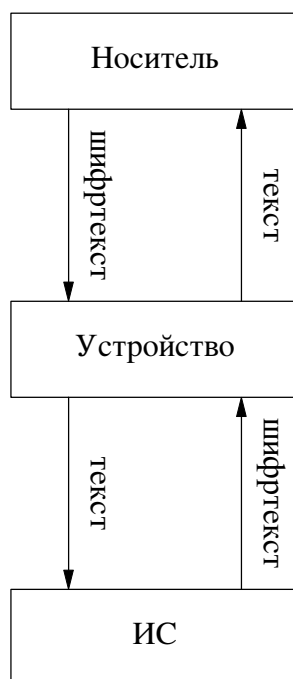 Носитель
шифртекст
текст
Устройство
текст
шифртекст
ИС